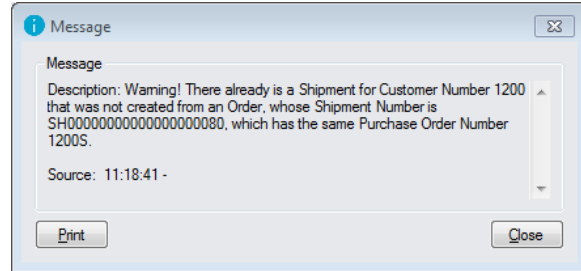 Message
Message
Description: Warning! There already is a Shipment for Customer Number 1200
that was not created from an Order, whose Shipment Number is
SH00000000000000000080, which has the same Purchase Order Number
1200S.
Source: 11:18:41 -
Print
Close